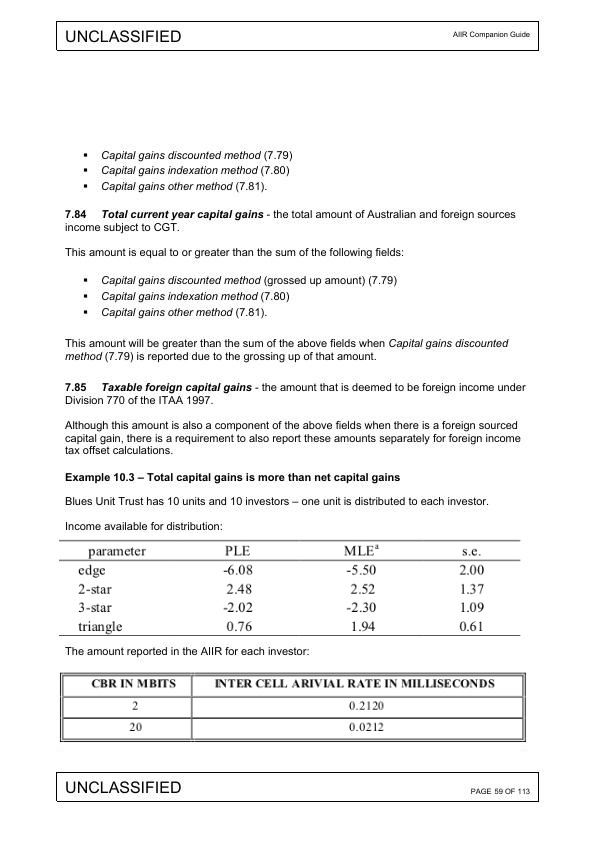 UNCLASSIFIED
AIIR Companion Guide
▪ Capital gains discounted method (7.79)
▪ Capital gains indexation method (7.80)
▪ Capital gains other method (7.81).
7.84 Total current year capital gains - the total amount of Australian and foreign sources
income subject to CGT.
This amount is equal to or greater than the sum of the following fields:
▪ Capital gains discounted method (grossed up amount) (7.79)
▪ Capital gains indexation method (7.80)
▪ Capital gains other method (7.81).
This amount will be greater than the sum of the above fields when Capital gains discounted
method (7.79) is reported due to the grossing up of that amount.
7.85 Taxable foreign capital gains - the amount that is deemed to be foreign income under
Division 770 of the ITAA 1997.
Although this amount is also a component of the above fields when there is a foreign sourced
capital gain, there is a requirement to also report these amounts separately for foreign income
tax offset calculations.
Example 10.3 – Total capital gains is more than net capital gains
Blues Unit Trust has 10 units and 10 investors – one unit is distributed to each investor.
Income available for distribution:
parameter PLE MLEa s.e.
edge -6.08 -5.50 2.00
2-star 2.48 2.52 1.37
3-star -2.02 -2.30 1.09
triangle 0.76 1.94 0.61
The amount reported in the AIIR for each investor:
CBR IN MBITS INTER CELL ARIVIAL RATE IN MILLISECONDS
2 0.2120
20 0.0212
UNCLASSIFIED
PAGE 59 OF 113